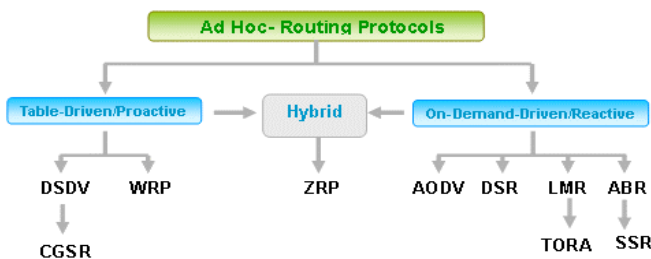 Ad Hoc- Routing Protocols
Table-Driven/Proactive
Hybrid
On-Demand-Driven/Reactive
DSDV
WRP
ZRP
AODV
DSR
LMR
ABR
CGSR
TORA
SSR